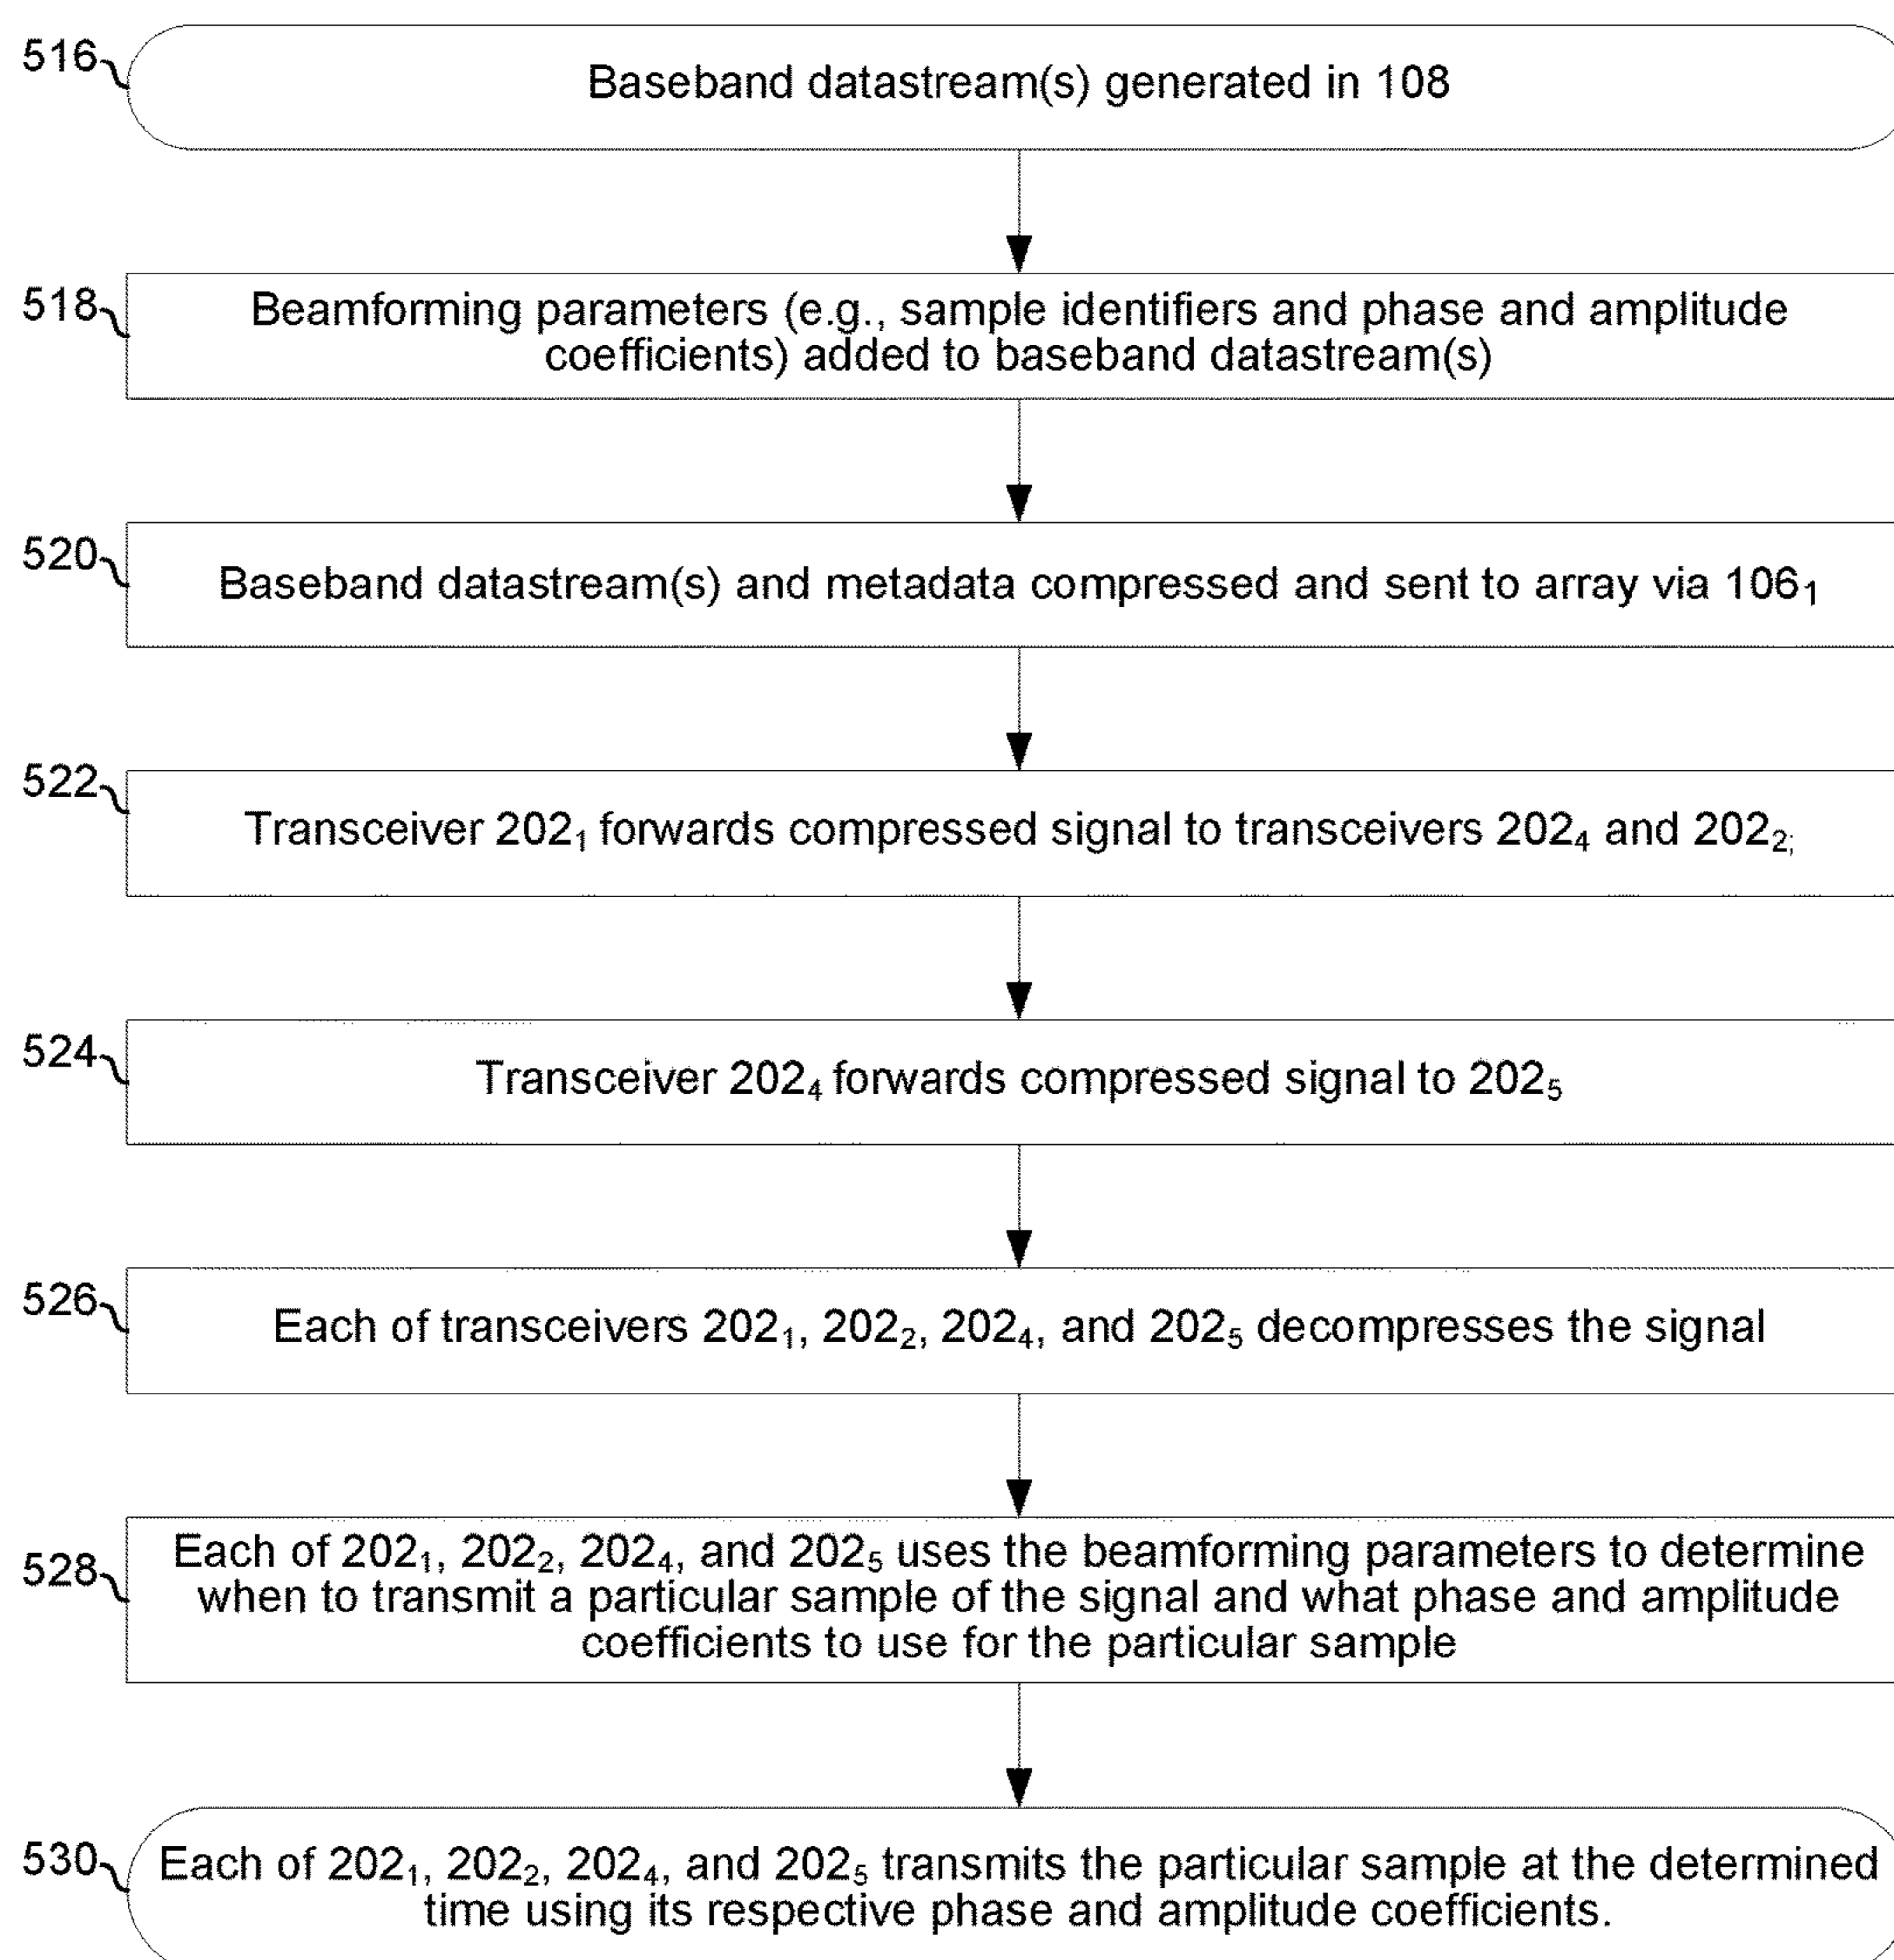 516
Baseband datastream(s) generated in 108
518
Beamforming parameters (e.g., sample identifiers and phase and amplitude
coefficients) added to baseband datastream(s)
520
Baseband datastream(s) and metadata compressed and sent to array via 106₁
522
Transceiver 202₁ forwards compressed signal to transceivers 202₄ and 202₂;
524
Transceiver 202₄ forwards compressed signal to 202₅
526
Each of transceivers 202₁, 202₂, 202₄, and 202₅ decompresses the signal
528
Each of 202₁, 202₂, 202₄, and 202₅ uses the beamforming parameters to determine
when to transmit a particular sample of the signal and what phase and amplitude
coefficients to use for the particular sample
530
Each of 202₁, 202₂, 202₄, and 202₅ transmits the particular sample at the determined
time using its respective phase and amplitude coefficients.